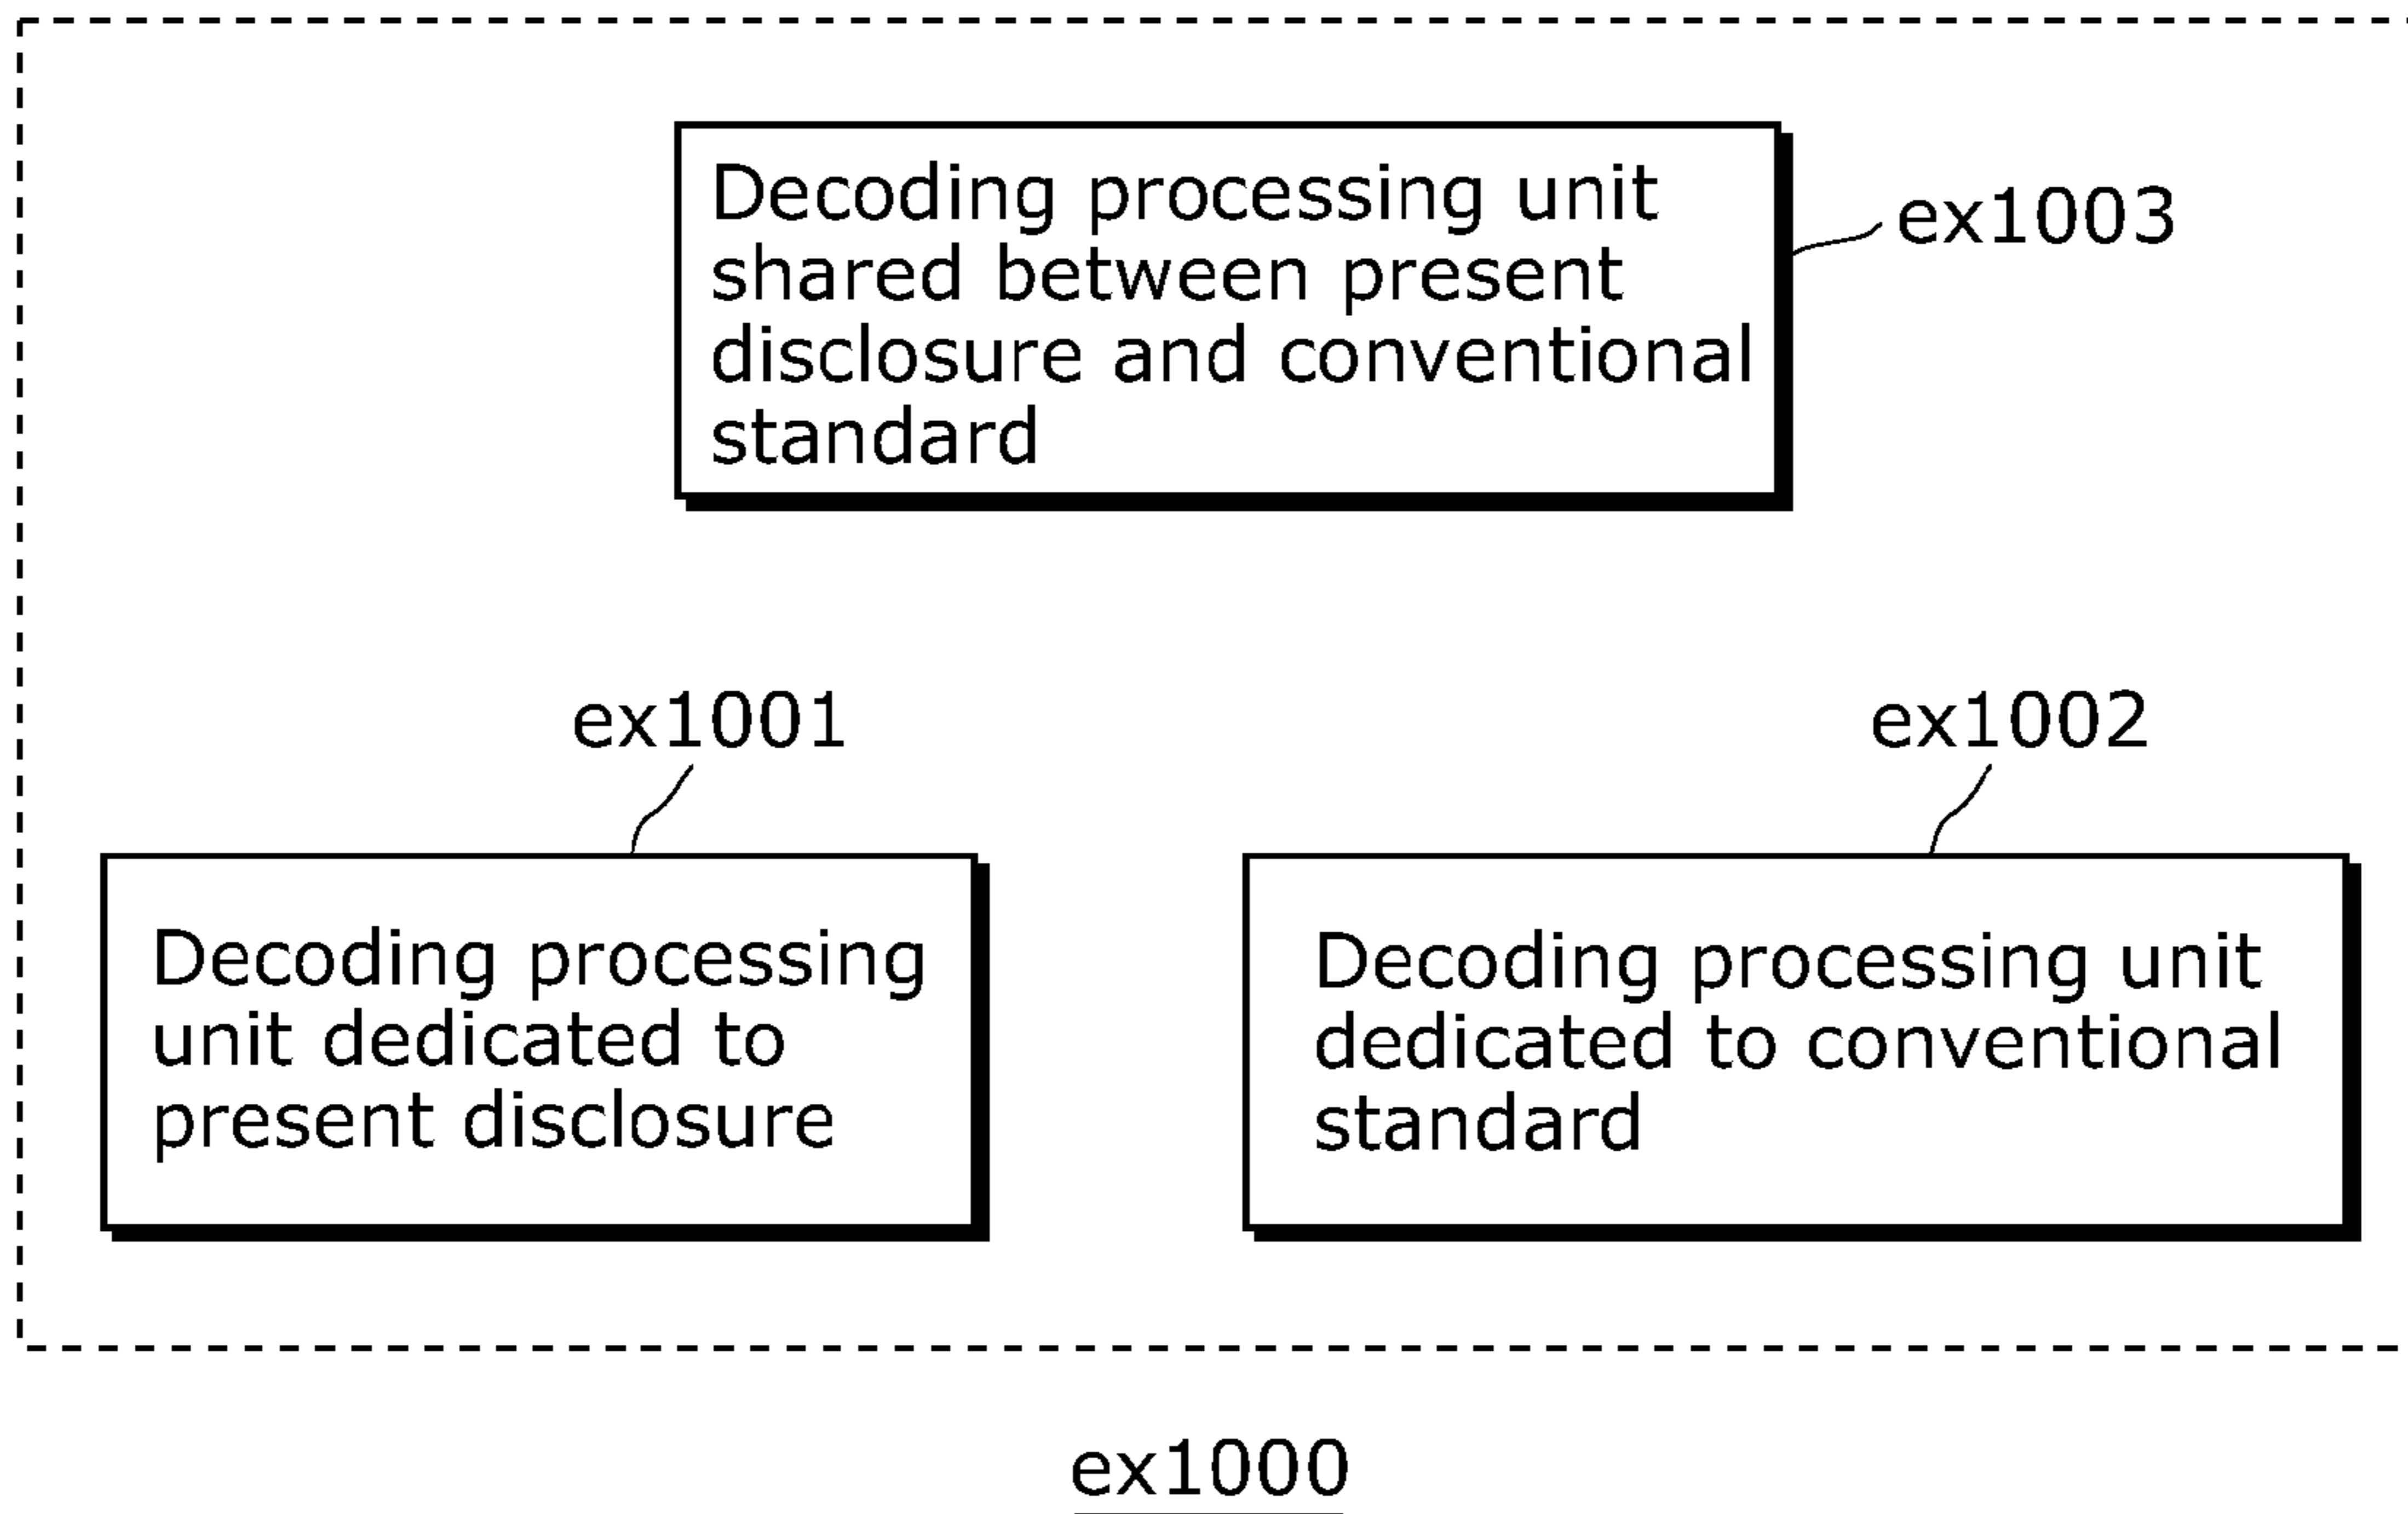 Decoding processing unit
shared between present
disclosure and conventional
standard
ex1003
ex1001
ex1002
Decoding processing
unit dedicated to
present disclosure
Decoding processing unit
dedicated to conventional
standard
ex1000